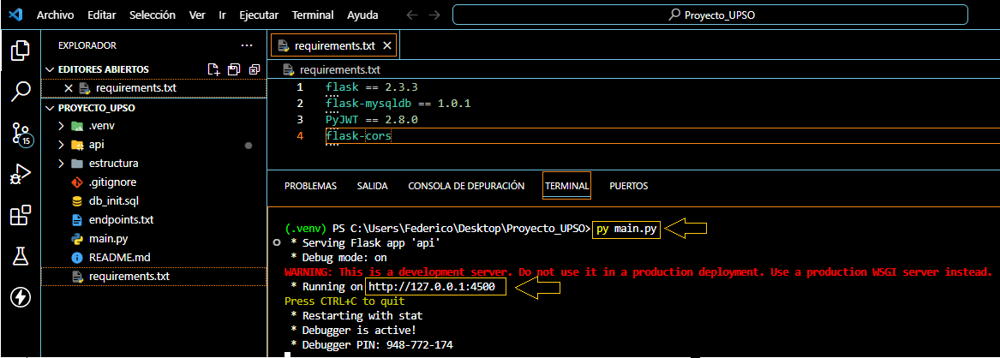 Archivo Editar Selección Ver Ir Ejecutar Terminal Ayuda Proyecto_UPSO
EXPLORADOR
EDITORES ABIERTOS
requirements.txt
PROYECTO_UPSO
.venv
api
estructura
.gitignore
db_init.sql
endpoints.txt
main.py
README.md
requirements.txt
15
requirements.txt
requirements.txt
1 flask == 2.3.3
2 flask-mysqldb == 1.0.1
3 PyJWT == 2.8.0
4 flask-cors
PROBLEMAS SALIDA CONSOLA DE DEPURACIÓN TERMINAL PUERTOS
(.venv) PS C:\Users\Federico\Desktop\Proyecto_UPSO> py main.py
* Serving Flask app 'api'
* Debug mode: on
WARNING: This is a development server. Do not use it in a production deployment. Use a production WSGI server instead.
* Running on http://127.0.0.1:4500
Press CTRL+C to quit
* Restarting with stat
* Debugger is active!
* Debugger PIN: 948-772-174